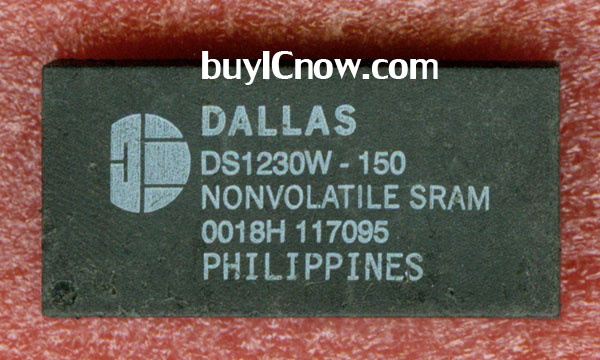 buyICnow.com
DALLAS
DS1230W - 150
NONVOLATILE SRAM
0018H 117095
PHILIPPINES